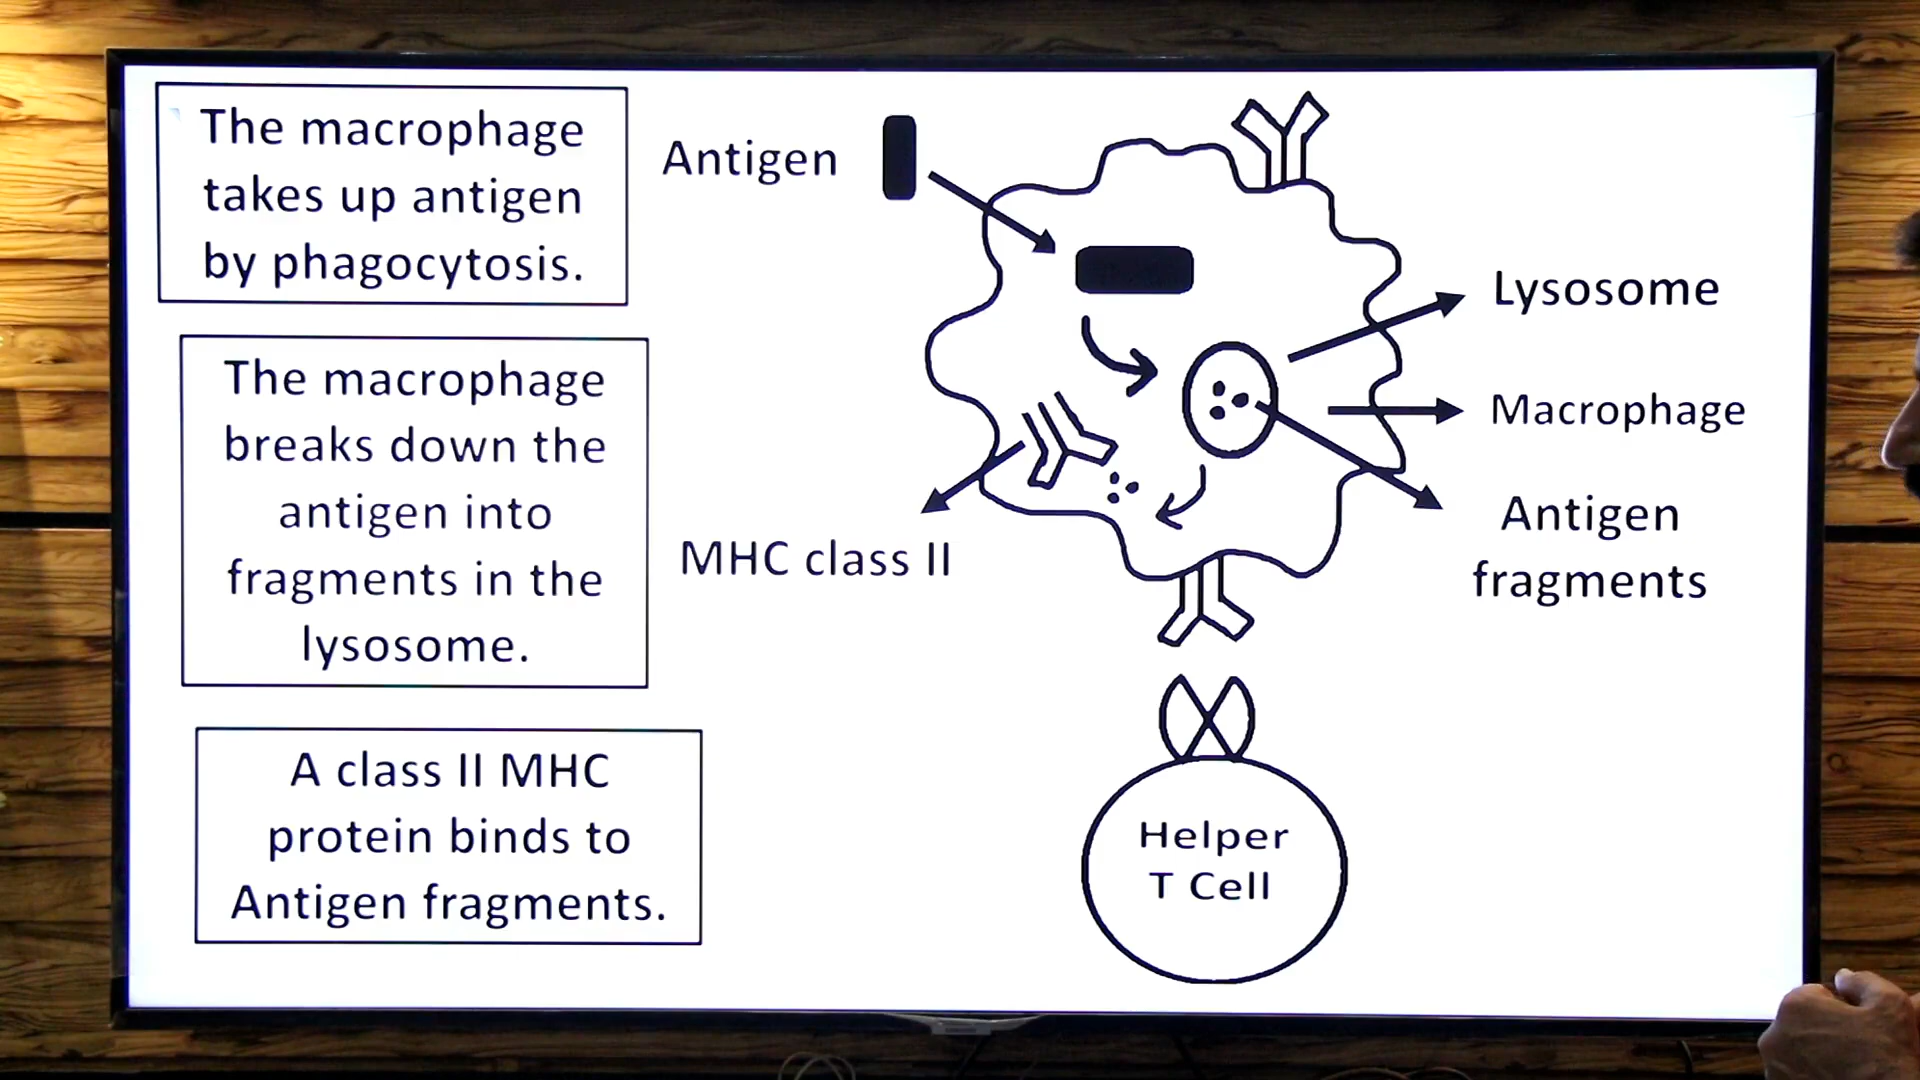 The macrophage
takes up antigen
by phagocytosis.
The macrophage
breaks down the
antigen into
fragments in the
lysosome.
A class II MHC
protein binds to
Antigen fragments.
Antigen
MHC class II
Lysosome
Macrophage
Antigen
fragments
Helper
T Cell